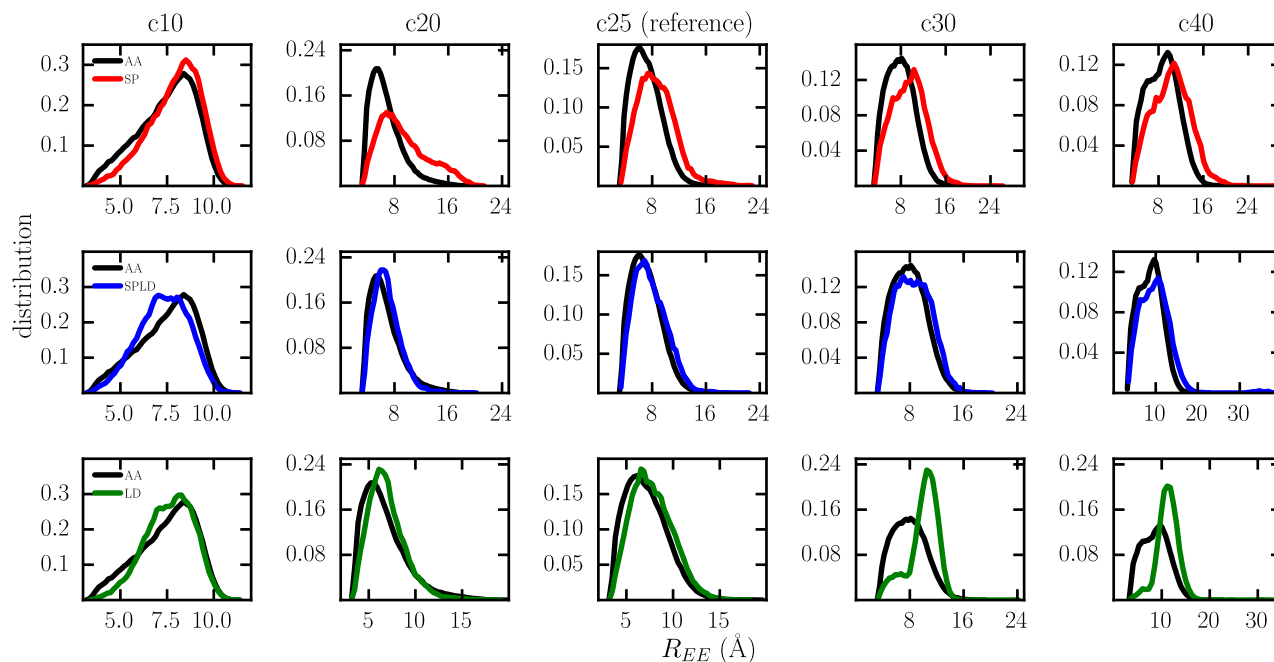 c10 c20 c25 (reference) c30 c40
0.3 0.2 0.1 AA SP 5.0 7.5 10.0
0.24 0.16 0.08 8 16 24
0.15 0.10 0.05 8 16 24
0.12 0.08 0.04 8 16 24
0.12 0.08 0.04 8 16 24
distribution
0.3 0.2 0.1 AA SPLD 5.0 7.5 10.0
0.24 0.16 0.08 8 16 24
0.15 0.10 0.05 8 16 24
0.12 0.08 0.04 8 16 24
0.12 0.08 0.04 10 20 30
0.3 0.2 0.1 AA LD 5.0 7.5 10.0
0.24 0.16 0.08 5 10 15
0.15 0.10 0.05 5 10 15
0.24 0.16 0.08 8 16 24
0.24 0.16 0.08 10 20 30
R_EE (Å)